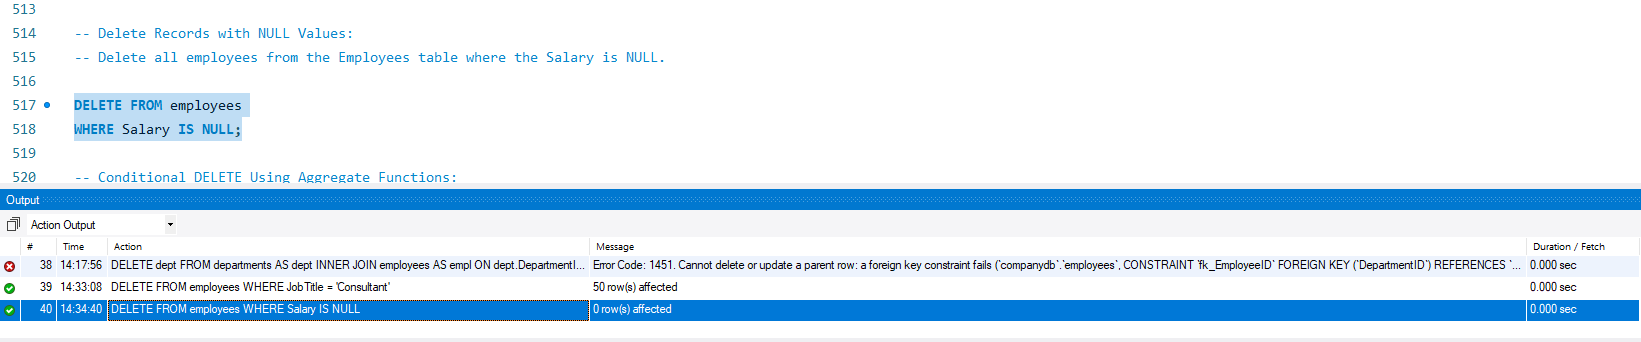 513
514 -- Delete Records with NULL Values:
515 -- Delete all employees from the Employees table where the Salary is NULL.
516
517 DELETE FROM employees
518 WHERE Salary IS NULL;
519
520 -- Conditional DELETE Using Aggregate Functions:
Output
Action Output
# Time Action Message Duration / Fetch
38 14:17:56 DELETE dept FROM departments AS dept INNER JOIN employees AS empl ON dept.DepartmentI... Error Code: 1451. Cannot delete or update a parent row: a foreign key constraint fails (`companydb`.`employees`, CONSTRAINT `fk_EmployeeID` FOREIGN KEY (`DepartmentID`) REFERENCES `... 0.000 sec
39 14:33:08 DELETE FROM employees WHERE JobTitle = 'Consultant' 50 row(s) affected 0.000 sec
40 14:34:40 DELETE FROM employees WHERE Salary IS NULL 0 row(s) affected 0.000 sec